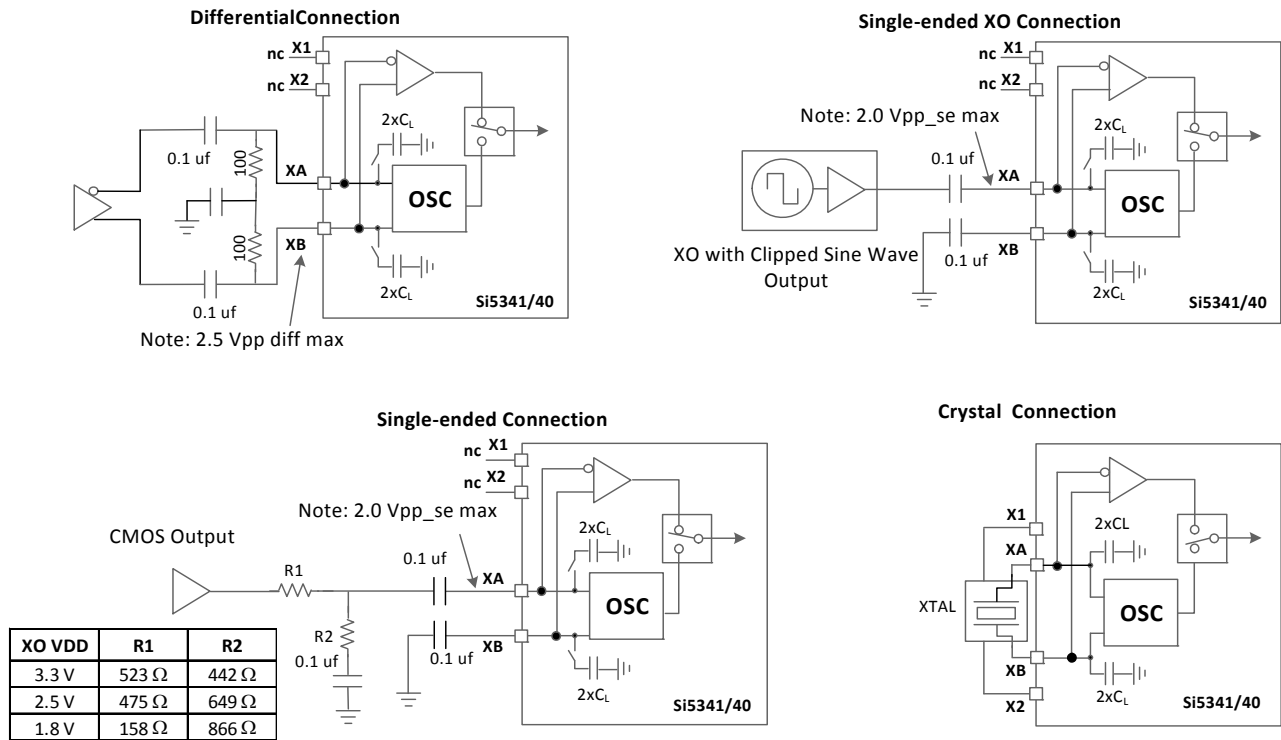 DifferentialConnection
nc X1
nc X2
0.1 uf
100
XA
2xCL
OSC
100
XB
0.1 uf
2xCL
Si5341/40
Note: 2.5 Vpp diff max
Single-ended XO Connection
nc X1
nc X2
Note: 2.0 Vpp_se max
0.1 uf
XA
2xCL
OSC
XB
0.1 uf
XO with Clipped Sine Wave
Output
2xCL
Si5341/40
Single-ended Connection
nc X1
nc X2
Note: 2.0 Vpp_se max
CMOS Output
R1
0.1 uf
XA
2xCL
OSC
R2
0.1 uf
XB
0.1 uf
2xCL
Si5341/40
XO VDD R1 R2
3.3 V 523 Ω 442 Ω
2.5 V 475 Ω 649 Ω
1.8 V 158 Ω 866 Ω
Crystal Connection
X1
XA
2xCL
XTAL
OSC
XB
2xCL
X2
Si5341/40